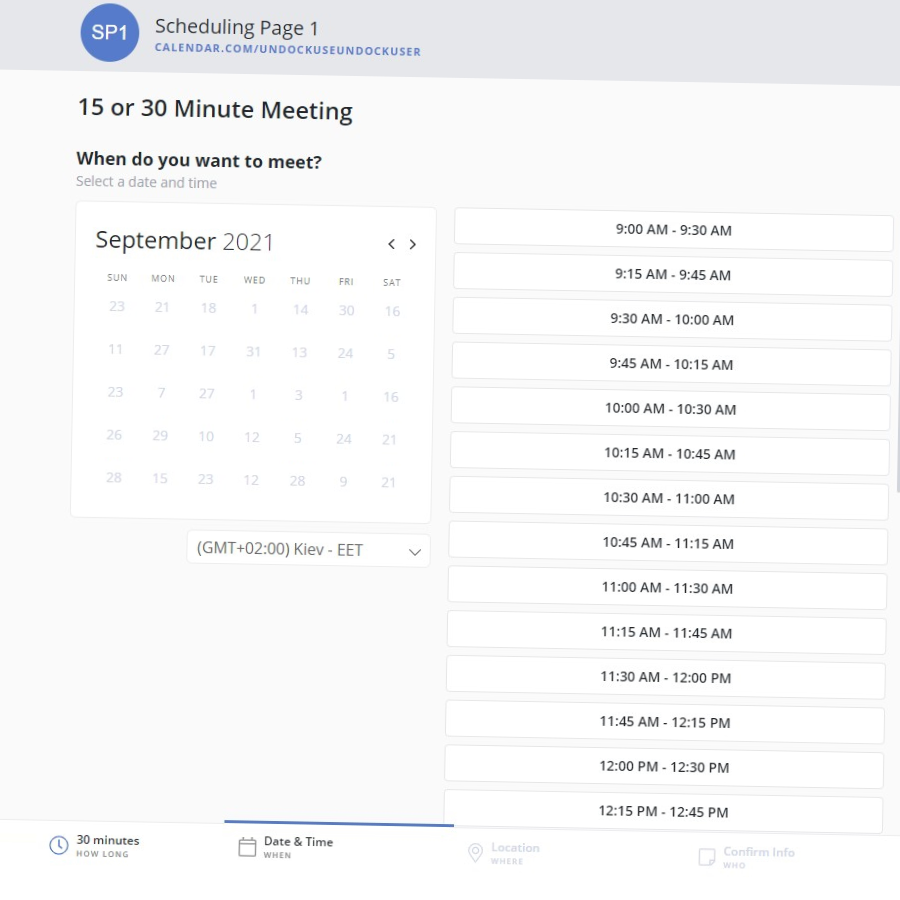 SP1
Scheduling Page 1
CALENDAR.COM/UNDOCKUSEUNDOCKUSER
15 or 30 Minute Meeting
When do you want to meet?
Select a date and time
September 2021
SUN MON TUE WED THU FRI SAT
23 21 18 1 14 30 16
11 27 17 31 13 24 5
23 7 27 1 3 1 16
26 29 10 12 5 24 21
28 15 23 12 28 9 21
(GMT+02:00) Kiev - EET
9:00 AM - 9:30 AM
9:15 AM - 9:45 AM
9:30 AM - 10:00 AM
9:45 AM - 10:15 AM
10:00 AM - 10:30 AM
10:15 AM - 10:45 AM
10:30 AM - 11:00 AM
10:45 AM - 11:15 AM
11:00 AM - 11:30 AM
11:15 AM - 11:45 AM
11:30 AM - 12:00 PM
11:45 AM - 12:15 PM
12:00 PM - 12:30 PM
12:15 PM - 12:45 PM
30 minutes
HOW LONG
Date & Time
WHEN
Location
WHERE
Confirm Info
WHO